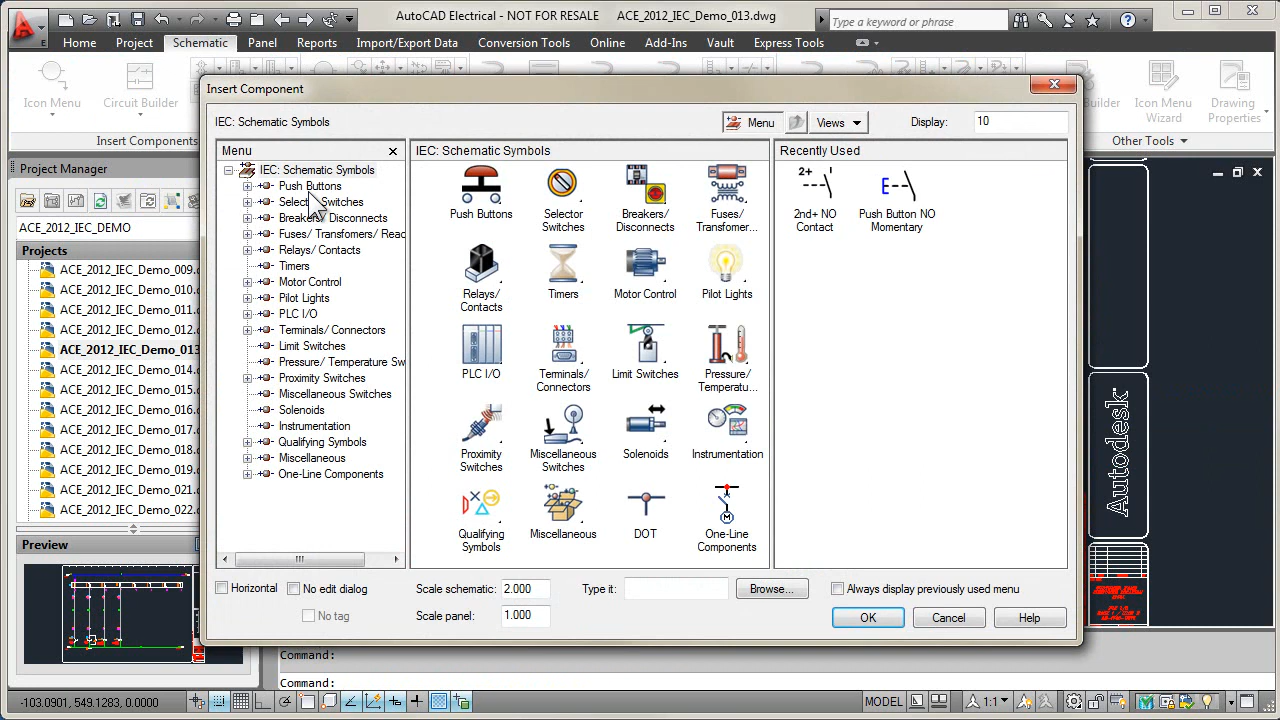 AutoCAD Electrical - NOT FOR RESALE ACE_2012_IEC_Demo_013.dwg
Type a keyword or phrase
Home Project Schematic Panel Reports Import/Export Data Conversion Tools Online Add-Ins Vault Express Tools
Icon Menu
Circuit Builder
Builder
Icon Menu
Wizard
Drawing
Properties
Insert Components
Other Tools
Project Manager
ACE_2012_IEC_DEMO
Projects
ACE_2012_IEC_Demo_009.
ACE_2012_IEC_Demo_010.
ACE_2012_IEC_Demo_011.
ACE_2012_IEC_Demo_012.
ACE_2012_IEC_Demo_013
ACE_2012_IEC_Demo_014.
ACE_2012_IEC_Demo_015.
ACE_2012_IEC_Demo_016.
ACE_2012_IEC_Demo_017.
ACE_2012_IEC_Demo_018.
ACE_2012_IEC_Demo_019.
ACE_2012_IEC_Demo_021.
ACE_2012_IEC_Demo_022.
Preview
Insert Component
IEC: Schematic Symbols
Menu
Views
Display: 10
Menu
IEC: Schematic Symbols
Push Buttons
Selector Switches
Breakers/ Disconnects
Fuses/ Transfomers/ Reac
Relays/ Contacts
Timers
Motor Control
Pilot Lights
PLC I/O
Terminals/ Connectors
Limit Switches
Pressure/ Temperature Sw
Proximity Switches
Miscellaneous Switches
Solenoids
Instrumentation
Qualifying Symbols
Miscellaneous
One-Line Components
IEC: Schematic Symbols
Push Buttons
Selector
Switches
Breakers/
Disconnects
Fuses/
Transfomer...
Relays/
Contacts
Timers
Motor Control
Pilot Lights
PLC I/O
Terminals/
Connectors
Limit Switches
Pressure/
Temperatu...
Proximity
Switches
Miscellaneous
Switches
Solenoids
Instrumentation
Qualifying
Symbols
Miscellaneous
DOT
One-Line
Components
Recently Used
2+
2nd+ NO
Contact
E
Push Button NO
Momentary
Horizontal
No edit dialog
No tag
Scale schematic: 2.000
Scale panel: 1.000
Type it:
Browse...
Always display previously used menu
OK
Cancel
Help
Autodesk
Command:
Command:
-103.0901, 549.1283, 0.0000
MODEL
1:1